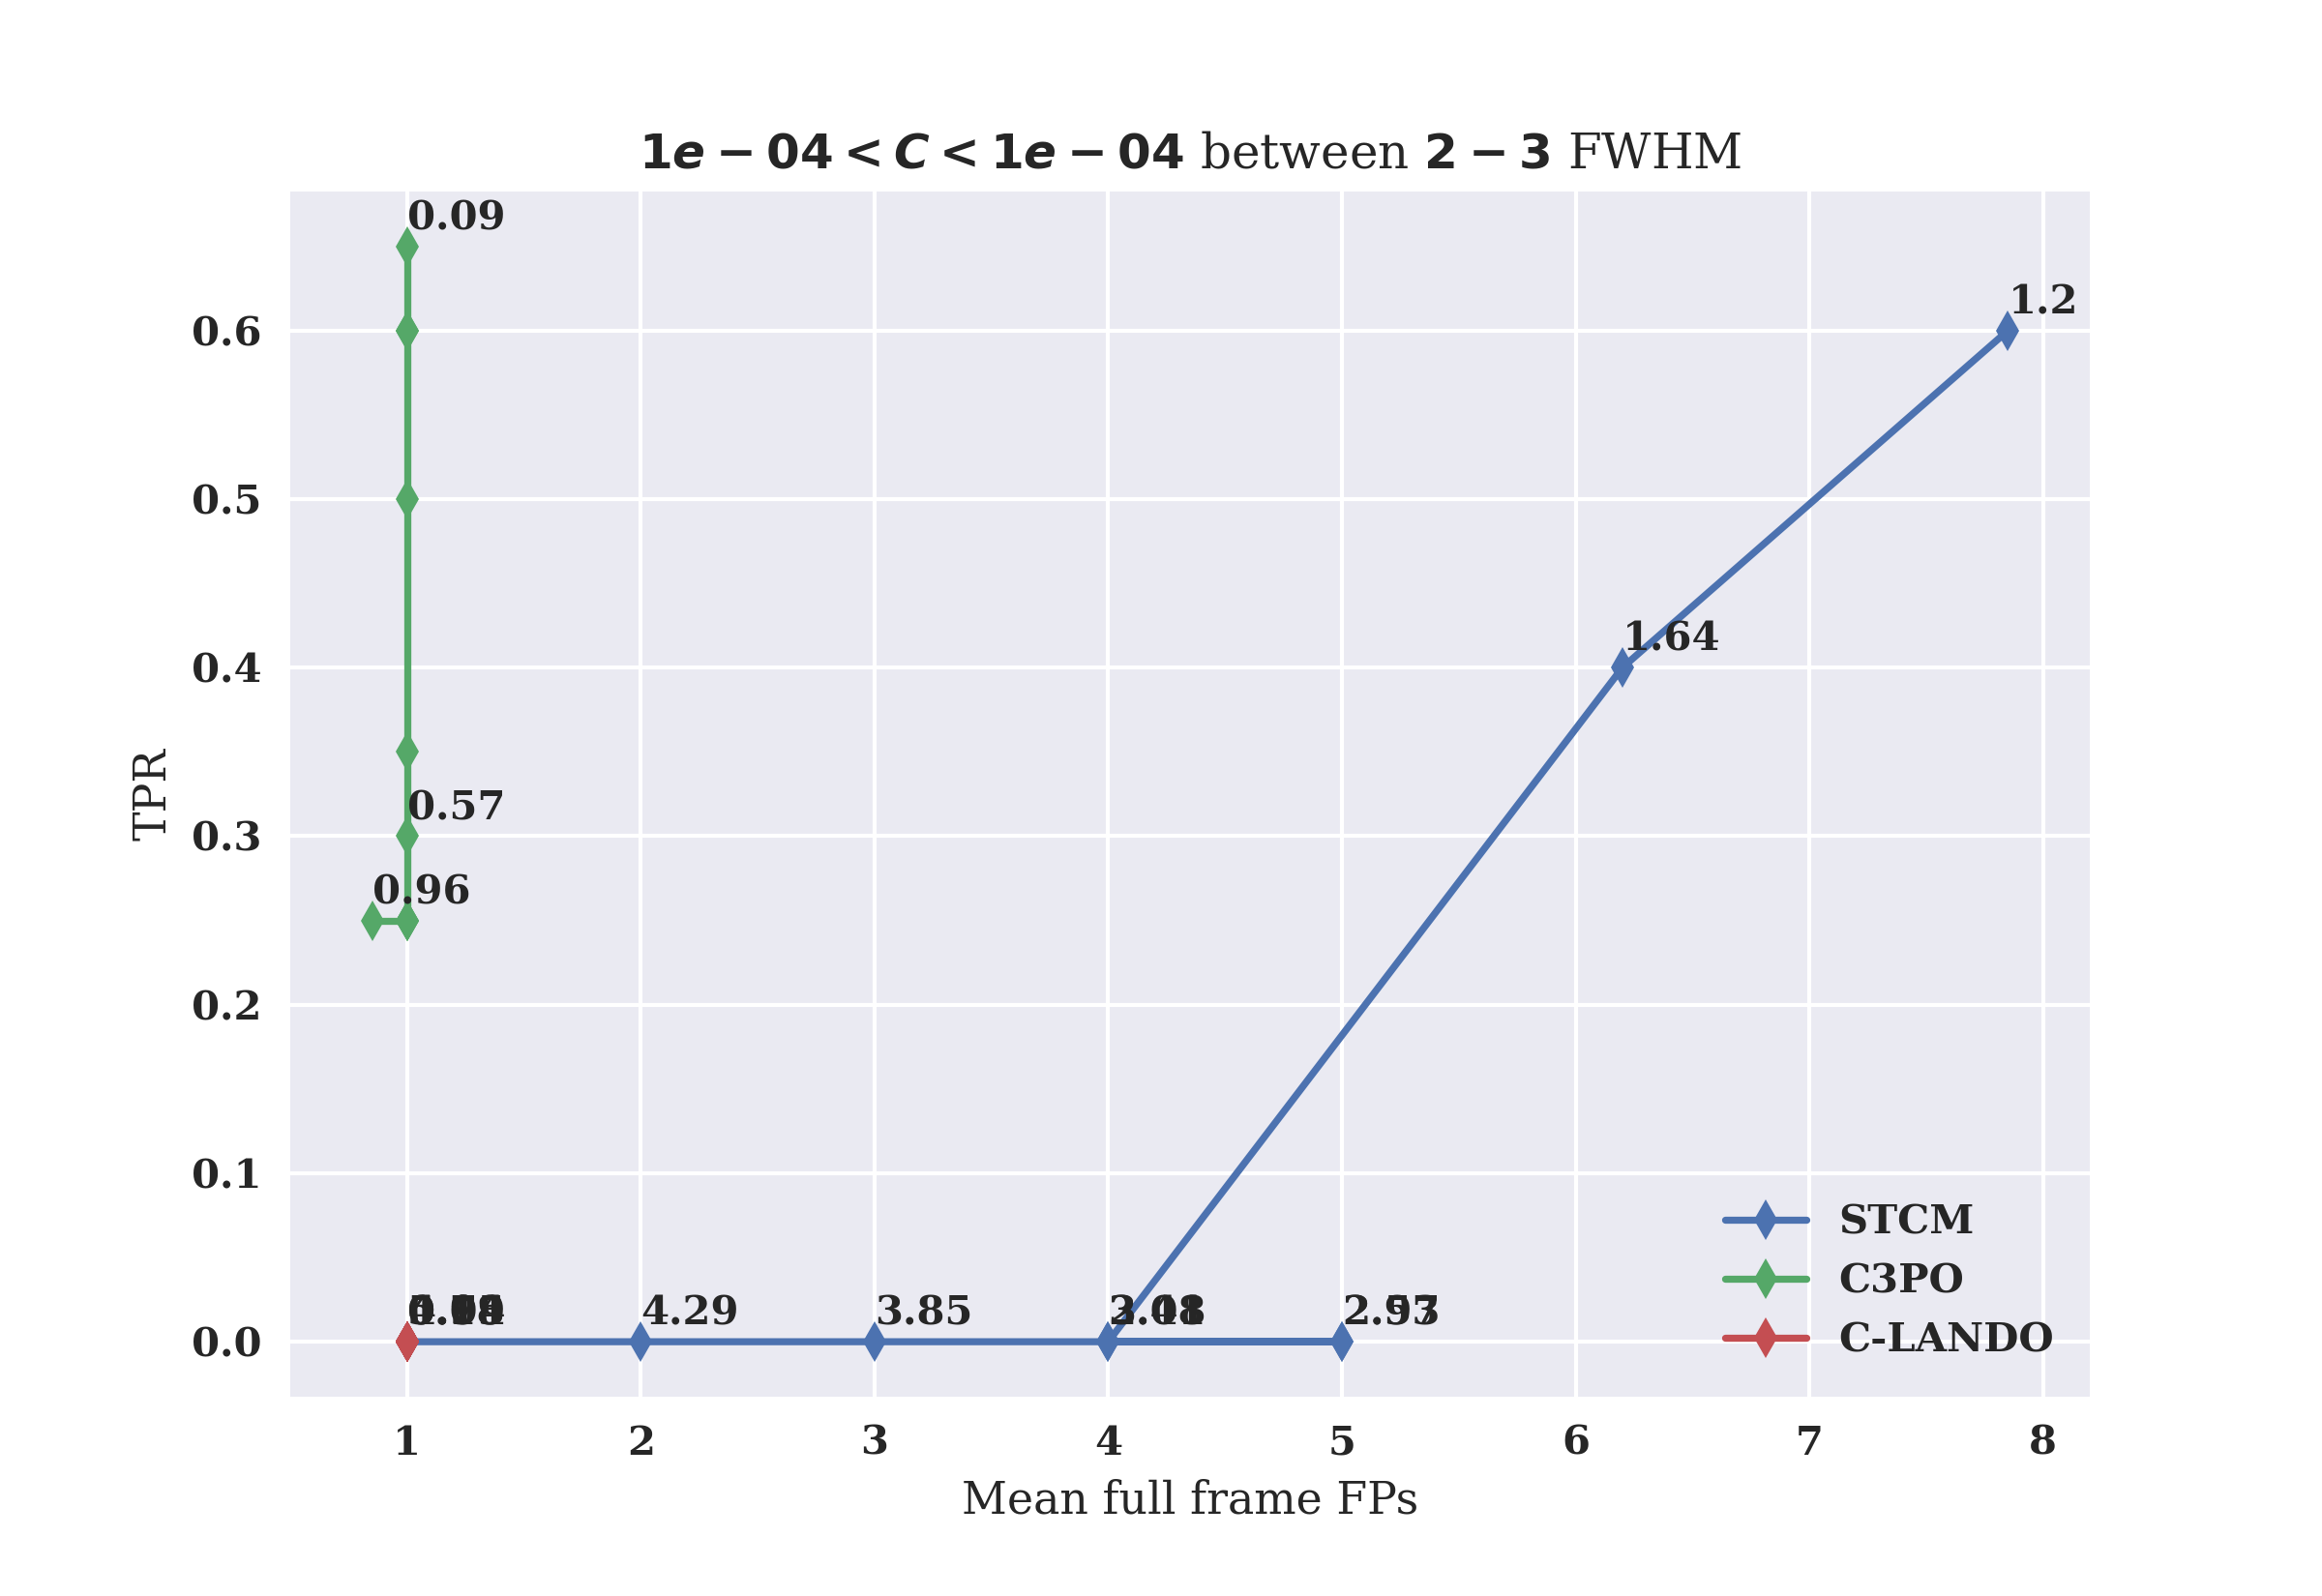 1e − 04 < C < 1e − 04 between 2 − 3 FWHM
0.09
1.2
0.6
0.5
1.64
0.4
TPR
0.57
0.3
0.96
0.2
0.1
STCM
C3PO
4.29
3.85
0.0
C-LANDO
1 2 3 4 5 6 7 8
Mean full frame FPs